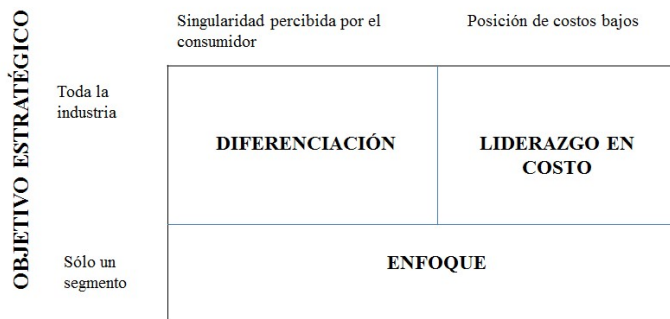 Singularidad percibida por el
consumidor
Posición de costos bajos
OBJETIVO ESTRATÉGICO
Toda la
industria
DIFERENCIACIÓN
LIDERAZGO EN
COSTO
Sólo un
segmento
ENFOQUE